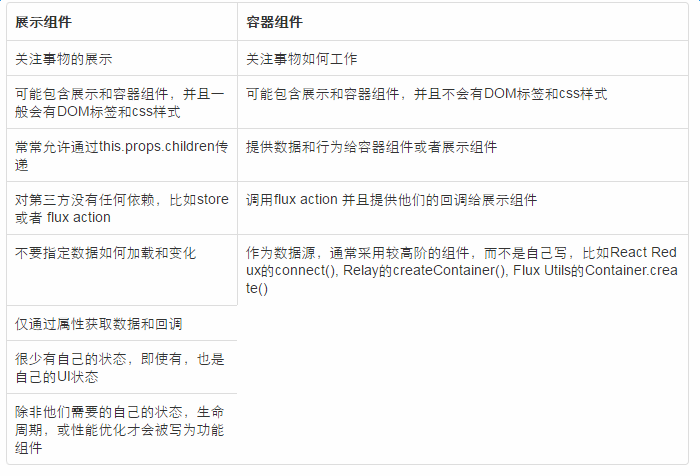 展示组件
容器组件
关注事物的展示
关注事物如何工作
可能包含展示和容器组件，并且一
般会有DOM标签和css样式
可能包含展示和容器组件，并且不会有DOM标签和css样式
常常允许通过this.props.children传
递
提供数据和行为给容器组件或者展示组件
对第三方没有任何依赖，比如store
或者 flux action
调用flux action 并且提供他们的回调给展示组件
不要指定数据如何加载和变化
作为数据源，通常采用较高阶的组件，而不是自己写，比如React Red
ux的connect(), Relay的createContainer(), Flux Utils的Container.crea
te()
仅通过属性获取数据和回调
很少有自己的状态，即使有，也是
自己的UI状态
除非他们需要的自己的状态，生命
周期，或性能优化才会被写为功能
组件